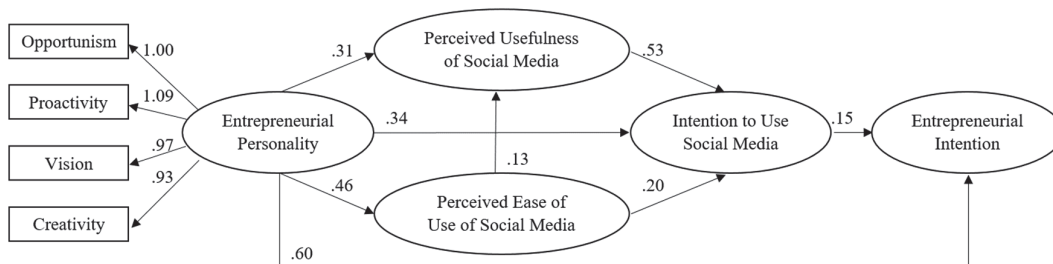 Opportunism
1.00
Proactivity
1.09
Vision
.97
Creativity
.93
Entrepreneurial
Personality
.31
.34
.46
.60
Perceived Usefulness
of Social Media
.53
.13
Perceived Ease of
Use of Social Media
.20
Intention to Use
Social Media
.15
Entrepreneurial
Intention